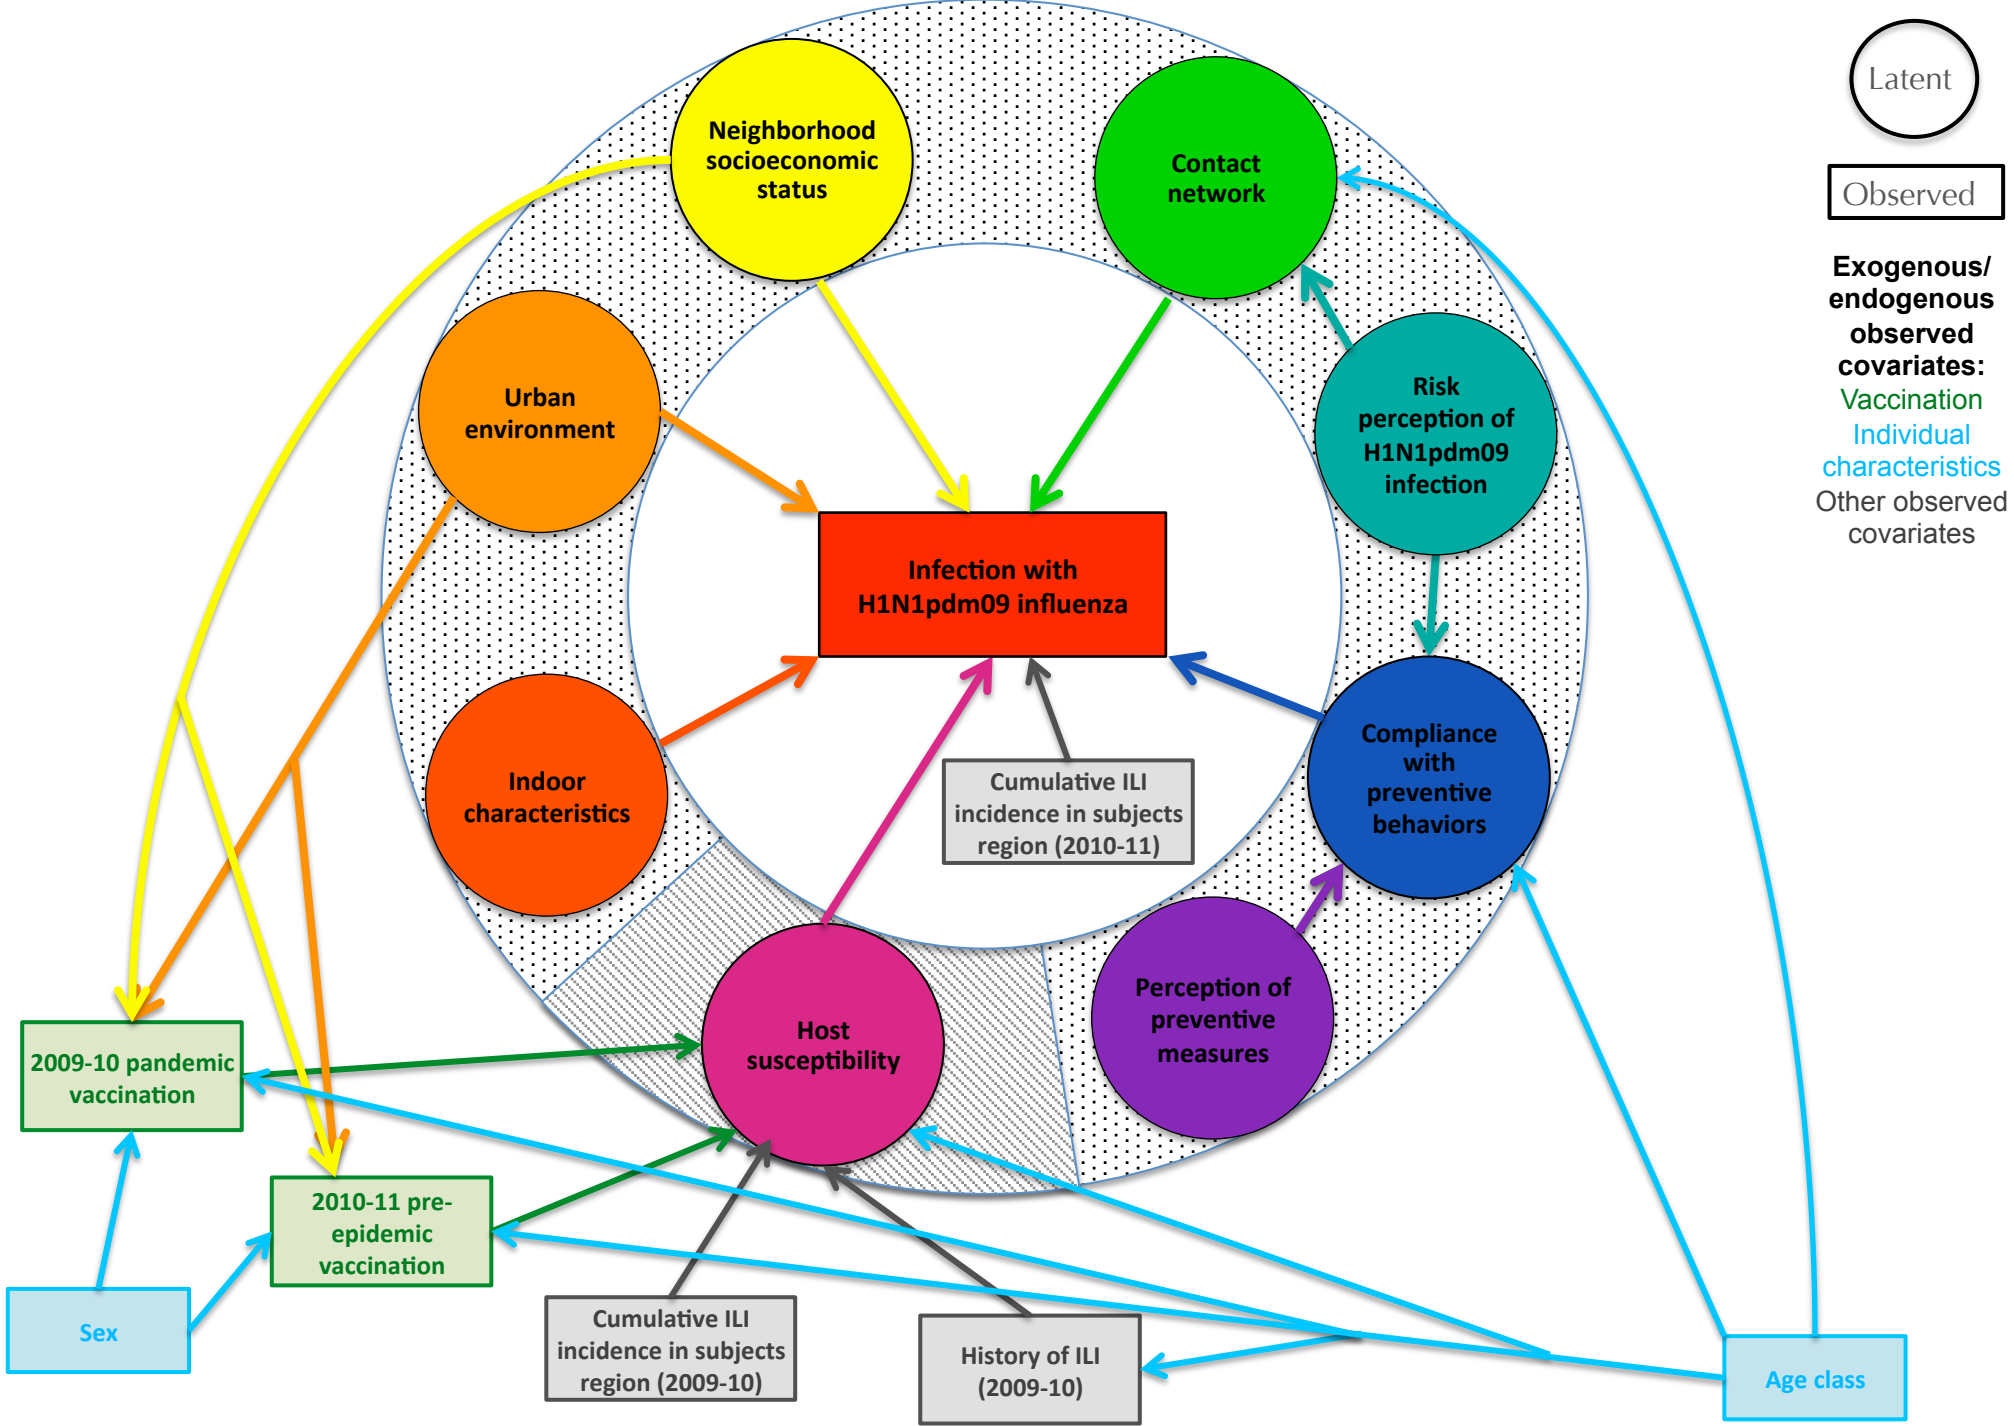 Neighborhood
socioeconomic
status
Contact
network
Latent
Observed
Exogenous/
endogenous
observed
covariates:
Vaccination
Individual
characteristics
Other observed
covariates
Urban
environment
Risk
perception of
H1N1pdm09
infection
Infection with
H1N1pdm09 influenza
Indoor
characteristics
Cumulative ILI
incidence in subjects
region (2010-11)
Compliance
with
preventive
behaviors
Host
susceptibility
Perception of
preventive
measures
2009-10 pandemic
vaccination
2010-11 pre-
epidemic
vaccination
Sex
Cumulative ILI
incidence in subjects
region (2009-10)
History of ILI
(2009-10)
Age class